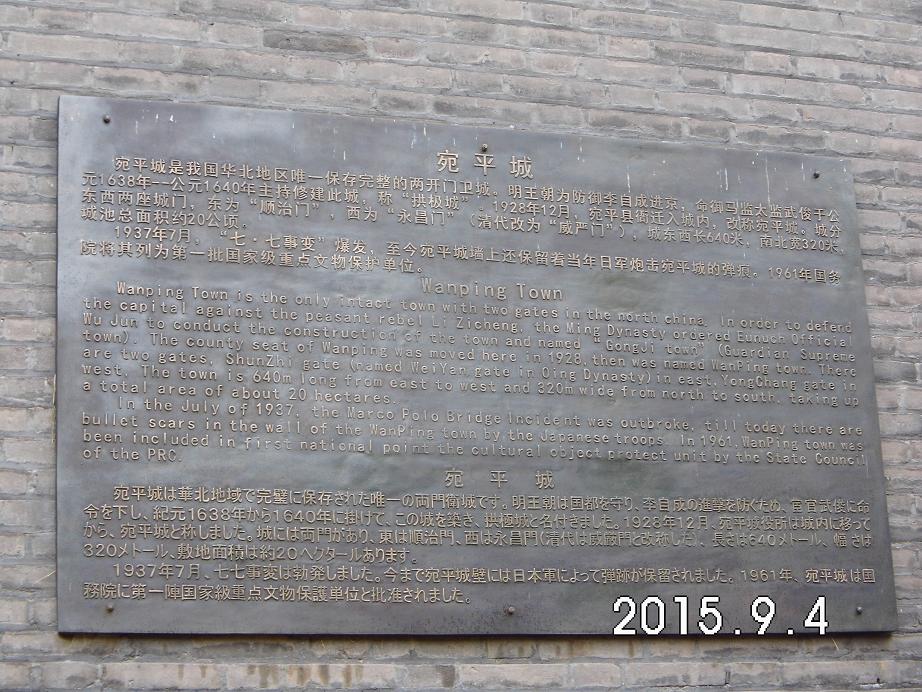 宛平城
宛平城是我国华北地区唯一保存完整的两开门卫城。明王朝为防御李自成进京，命御马监太监武俊于公
元1638年--公元1640年主持修建此城，称“拱极城”。1928年12月，宛平县衙迁入城内，改称宛平城。城分
东西两座城门，东为“顺治门”，西为“永昌门”（清代改为“威严门”），城东西长640米，南北宽320米，
城池总面积约20公顷。
1937年7月，“七·七事变”爆发，至今宛平城墙上还保留着当年日军炮击宛平城的弹痕。1961年国务
院将其列为第一批国家级重点文物保护单位。
Wanping Town
Wanping Town is the only intact town with two gates in the north china. In order to defend
the capital against the peasant rebel Li Zicheng, the Ming Dynasty ordered Eunuch Official
Wu Jun to conduct the construction of the town and named “GongJi town” (Guardian Supreme
town). The county seat of Wanping was moved here in 1928, then was named WanPing town. There
are two gates, ShunZhi gate (named WeiYan gate in Qing Dynasty) in east, YongChang gate in
west. The town is 640m long from east to west and 320m wide from north to south, taking up
a total area of about 20 hectares.
In the July of 1937, the Marco Polo Bridge Incident was outbroke, till today there are
bullet scars in the wall of the WanPing town by the Japanese troops. In 1961, WanPing town was
been included in first national point the cultural object protect unit by the State Council
of the PRC.
宛平城
宛平城は華北地域で完璧に保存された唯一の両門衛城です。明王朝は国都を守り、李自成の進撃を防ぐため、宦官武俊に命
令を下し、紀元1638年から1640年に掛けて、この城を築き、拱極城と名付きました。1928年12月、宛平城役所は城内に移って
から、宛平城と称しました。城には両門があり、東は順治門、西は永昌門(清代は威厳門と改称した)、長さは640メートル、幅さは
320メートル、敷地面積は約20ヘクタールあります。
1937年7月、七七事変は勃発しました。今まで宛平城壁には日本軍によって弾跡が保留されました。1961年、宛平城は国
務院に第一陣国家級重点文物保護単位と批准されました。
2015.9.4